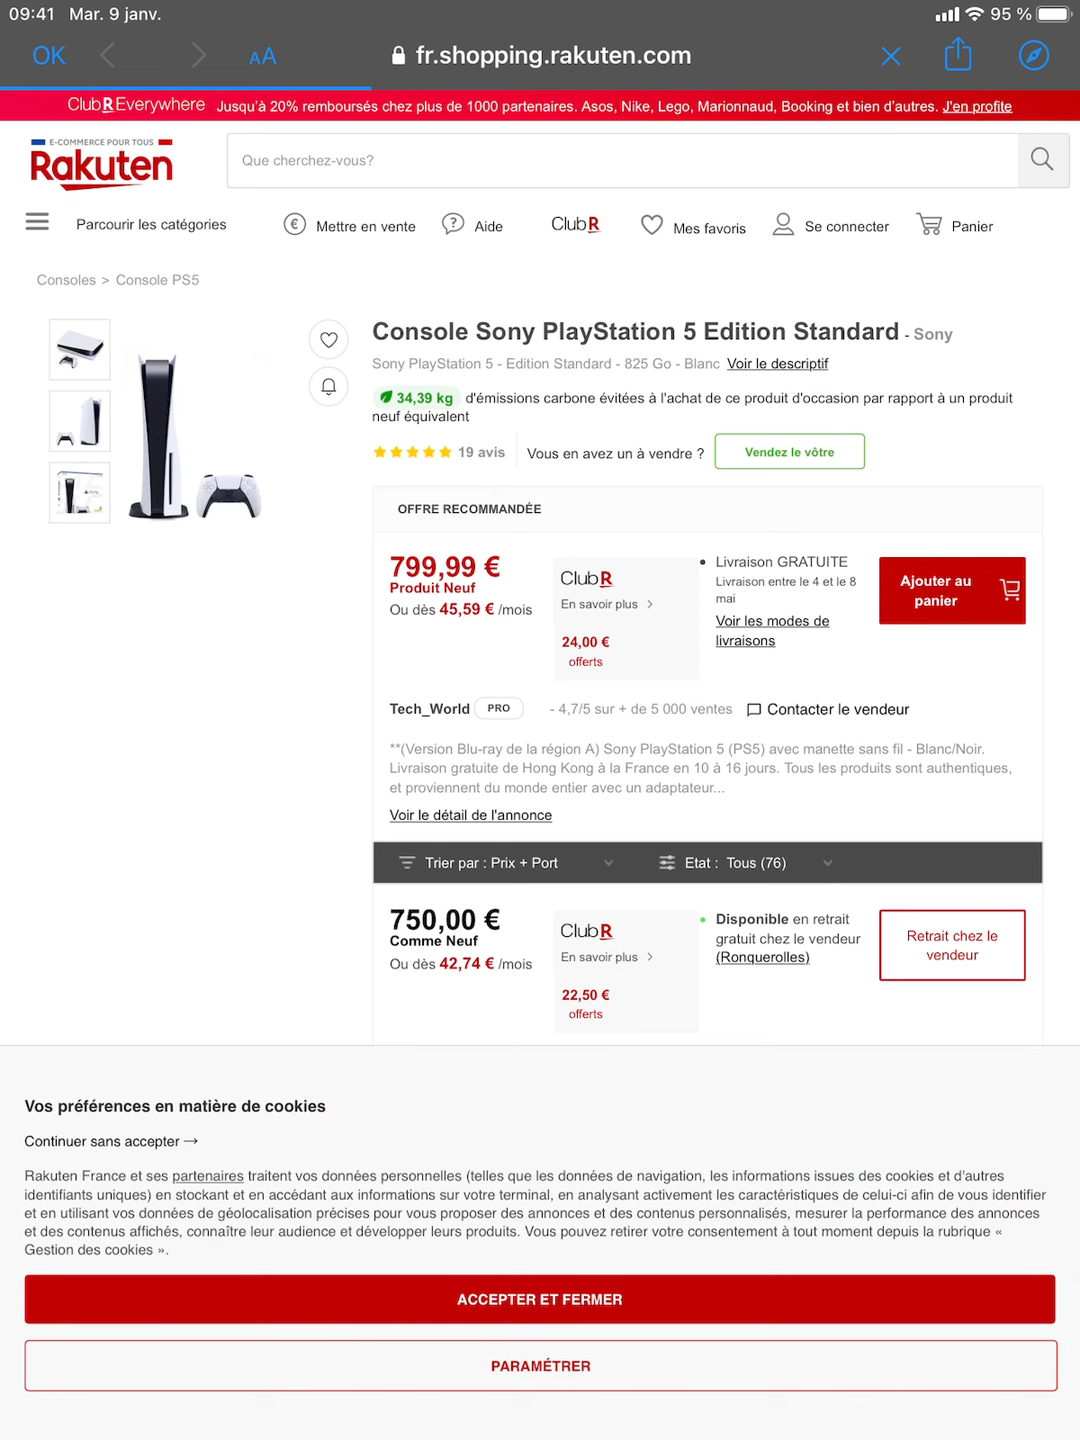 09:41 Mar. 9 janv.
95 %
OK
AA
fr.shopping.rakuten.com
Club R Everywhere Jusqu'à 20% remboursés chez plus de 1000 partenaires. Asos, Nike, Lego, Marionnaud, Booking et bien d'autres. J'en profite
E-COMMERCE POUR TOUS
Rakuten
Que cherchez-vous?
Parcourir les catégories
Mettre en vente
Aide
Club R
Mes favoris
Se connecter
Panier
Consoles > Console PS5
Console Sony PlayStation 5 Edition Standard - Sony
Sony PlayStation 5 - Edition Standard - 825 Go - Blanc Voir le descriptif
34,39 kg d'émissions carbone évitées à l'achat de ce produit d'occasion par rapport à un produit
neuf équivalent
19 avis
Vous en avez un à vendre ?
Vendez le vôtre
OFFRE RECOMMANDÉE
799,99 €
Produit Neuf
Ou dès 45,59 € /mois
Club R
En savoir plus >
24,00 €
offerts
• Livraison GRATUITE
Livraison entre le 4 et le 8
mai
Voir les modes de
livraisons
Ajouter au
panier
Tech_World PRO - 4,7/5 sur + de 5 000 ventes Contacter le vendeur
**(Version Blu-ray de la région A) Sony PlayStation 5 (PS5) avec manette sans fil - Blanc/Noir.
Livraison gratuite de Hong Kong à la France en 10 à 16 jours. Tous les produits sont authentiques,
et proviennent du monde entier avec un adaptateur...
Voir le détail de l'annonce
Trier par : Prix + Port
Etat : Tous (76)
750,00 €
Comme Neuf
Ou dès 42,74 € /mois
Club R
En savoir plus >
22,50 €
offerts
• Disponible en retrait
gratuit chez le vendeur
(Ronquerolles)
Retrait chez le
vendeur
Vos préférences en matière de cookies
Continuer sans accepter →
Rakuten France et ses partenaires traitent vos données personnelles (telles que les données de navigation, les informations issues des cookies et d'autres
identifiants uniques) en stockant et en accédant aux informations sur votre terminal, en analysant activement les caractéristiques de celui-ci afin de vous identifier
et en utilisant vos données de géolocalisation précises pour vous proposer des annonces et des contenus personnalisés, mesurer la performance des annonces
et des contenus affichés, connaître leur audience et développer leurs produits. Vous pouvez retirer votre consentement à tout moment depuis la rubrique «
Gestion des cookies ».
ACCEPTER ET FERMER
PARAMÉTRER